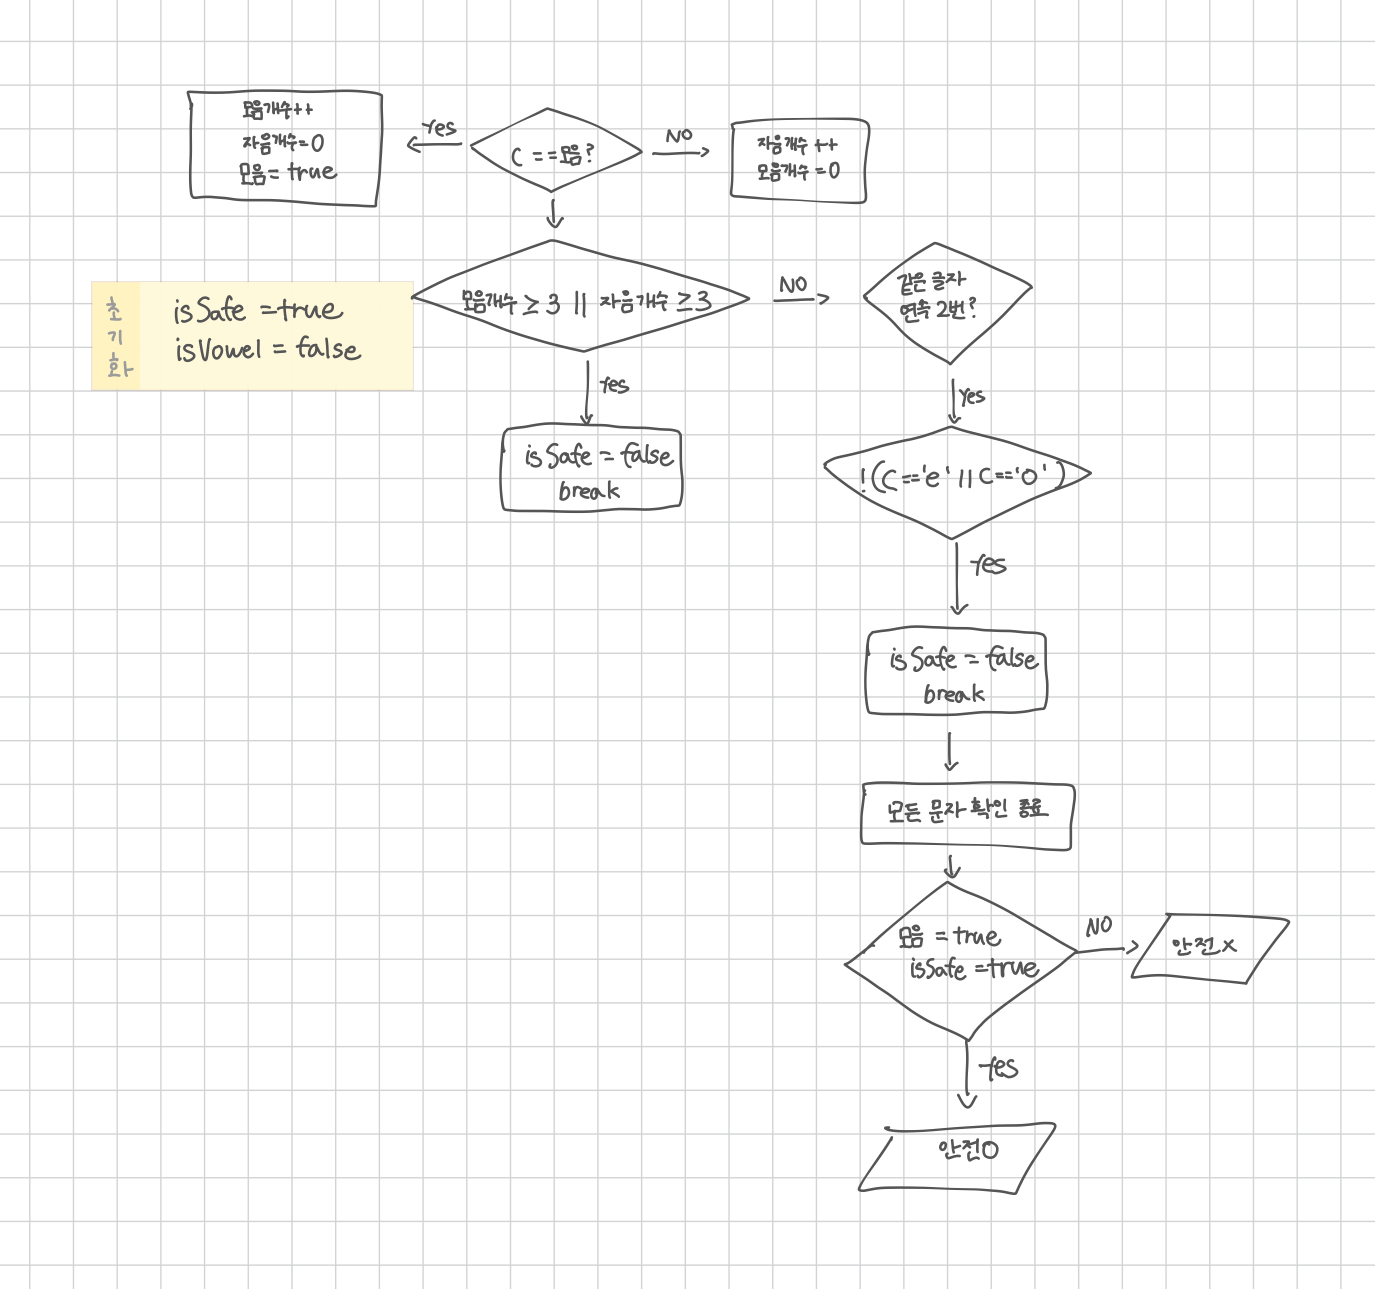 모음개수++
자음개수=0
모음= true
Yes
C ==모음?
NO
자음개수 ++
모음개수 =0
초기화
isSafe =true
isVowel = false
모음개수 ≥ 3 || 자음개수 ≥3
NO
같은 글자
연속 2번?
Yes
isSafe = false
break
Yes
!(C=='e' || C=='O')
Yes
isSafe = false
break
모든 문자 확인 종료
모음 = true
isSafe =true
NO
안전 X
Yes
안전O